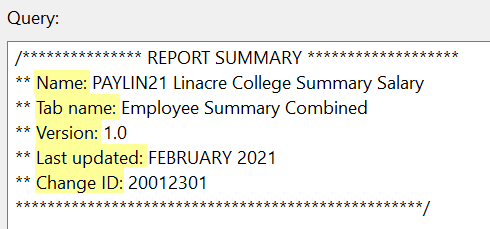 Query:
/*************** REPORT SUMMARY *******************
** Name: PAYLIN21 Linacre College Summary Salary
** Tab name: Employee Summary Combined
** Version: 1.0
** Last updated: FEBRUARY 2021
** Change ID: 20012301
***************************************************/